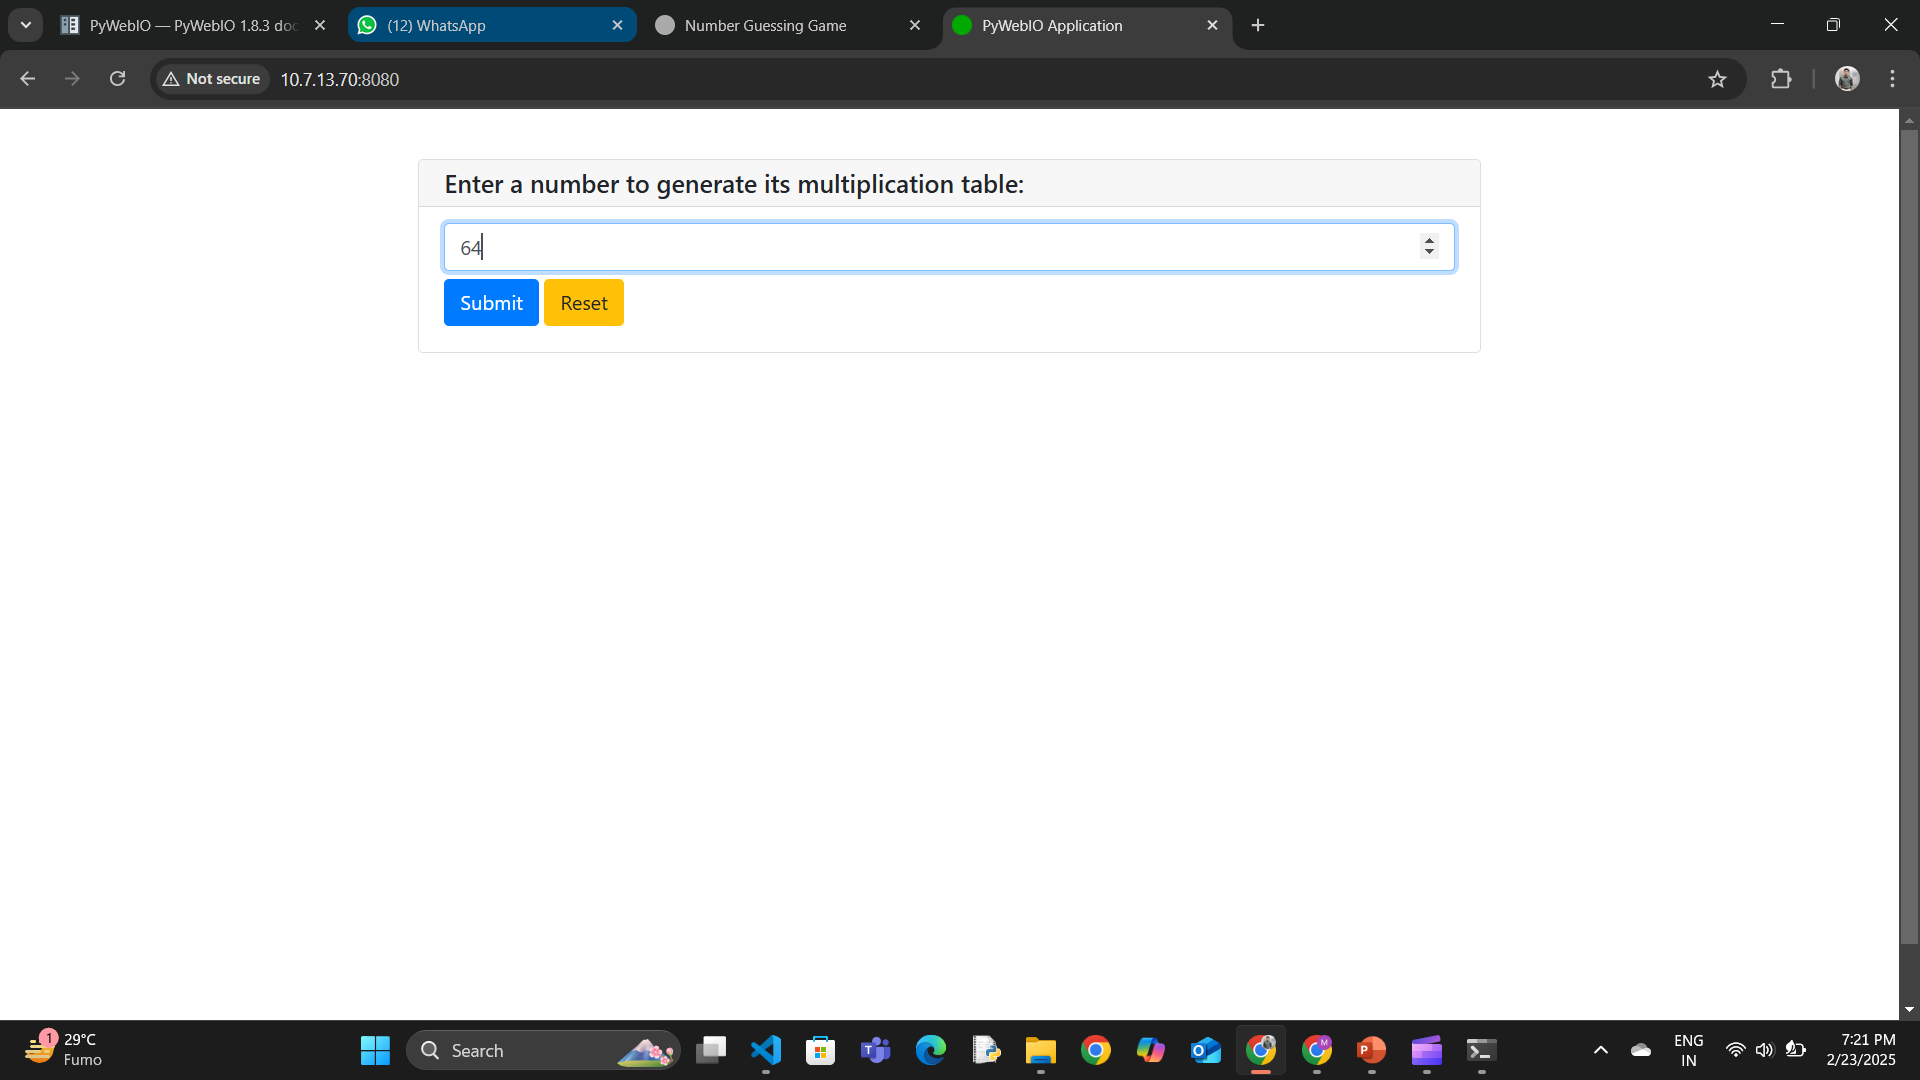 PyWebIO — PyWebIO 1.8.3 doc
(12) WhatsApp
Number Guessing Game
PyWebIO Application
Not secure
10.7.13.70:8080
Enter a number to generate its multiplication table:
64
Submit
Reset
1
29°C
Fumo
Search
ENG
IN
7:21 PM
2/23/2025